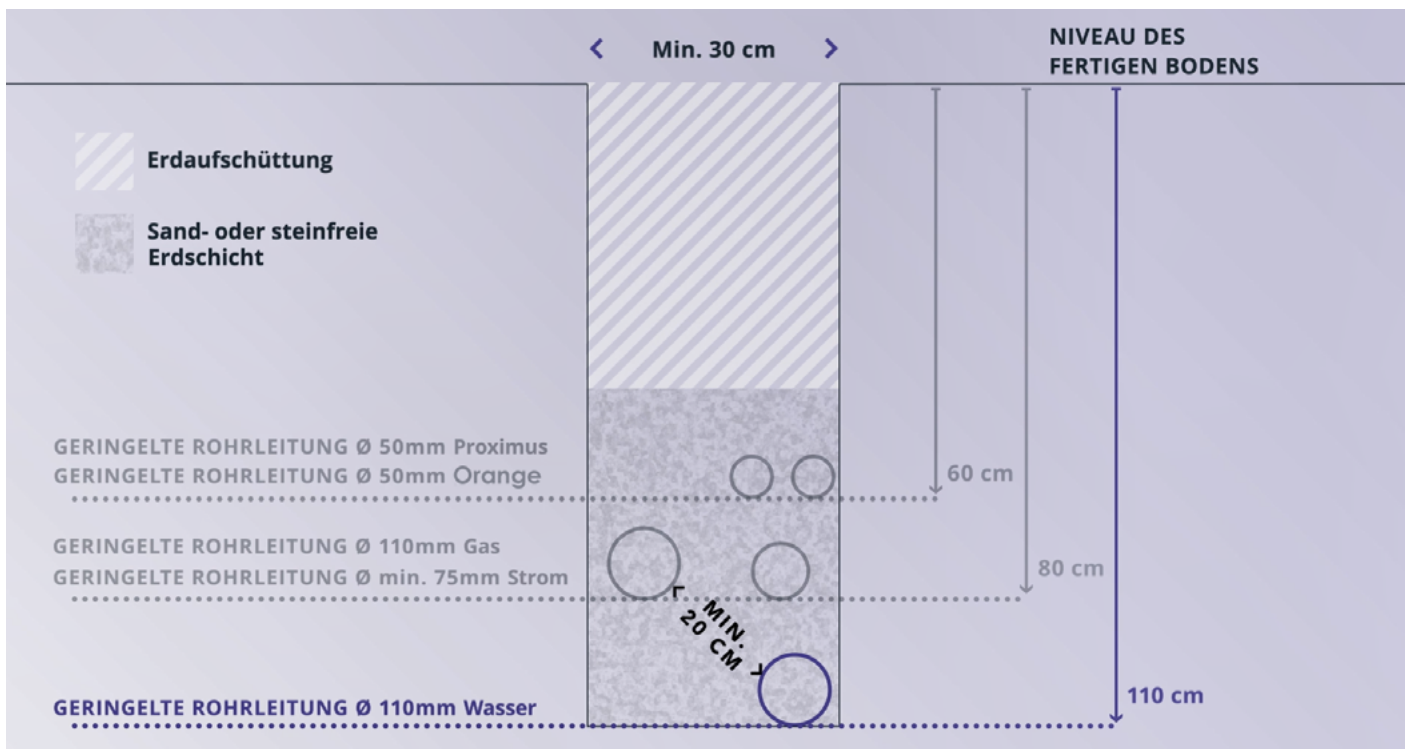 Min. 30 cm
NIVEAU DES
FERTIGEN BODENS
Erdaufschüttung
Sand- oder steinfreie
Erdschicht
GERINGELTE ROHRLEITUNG Ø 50mm Proximus
GERINGELTE ROHRLEITUNG Ø 50mm Orange
60 cm
GERINGELTE ROHRLEITUNG Ø 110mm Gas
GERINGELTE ROHRLEITUNG Ø min. 75mm Strom
80 cm
MIN.
20 CM
GERINGELTE ROHRLEITUNG Ø 110mm Wasser
110 cm